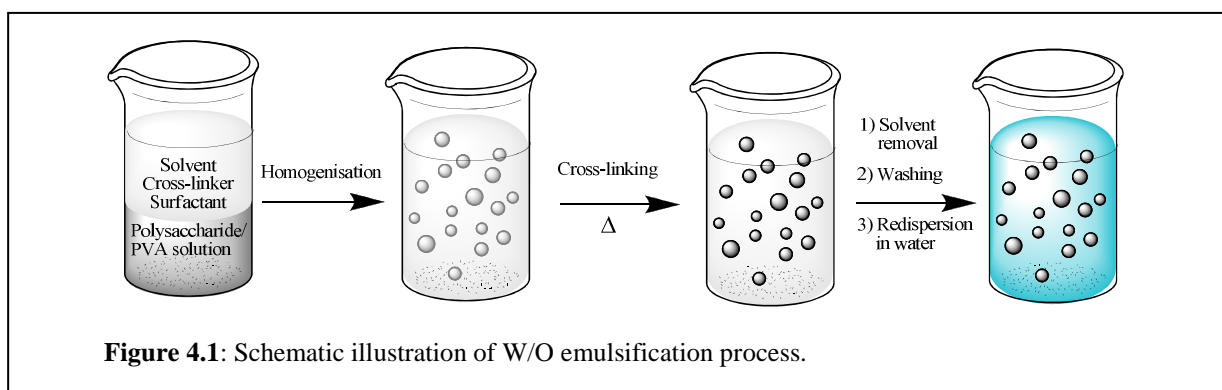 Solvent
Cross-linker
Surfactant
Polysaccharide/
PVA solution
Homogenisation
Cross-linking
Δ
1) Solvent
removal
2) Washing
3) Redispersion
in water
Figure 4.1: Schematic illustration of W/O emulsification process.